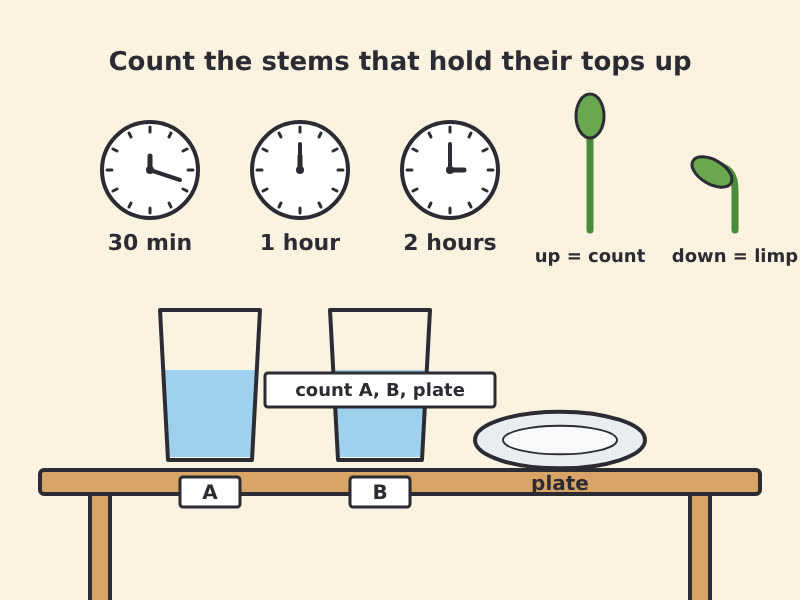 Count the stems that hold their tops up
30 min
1 hour
2 hours
up = count
down = limp
count A, B, plate
A
B
plate